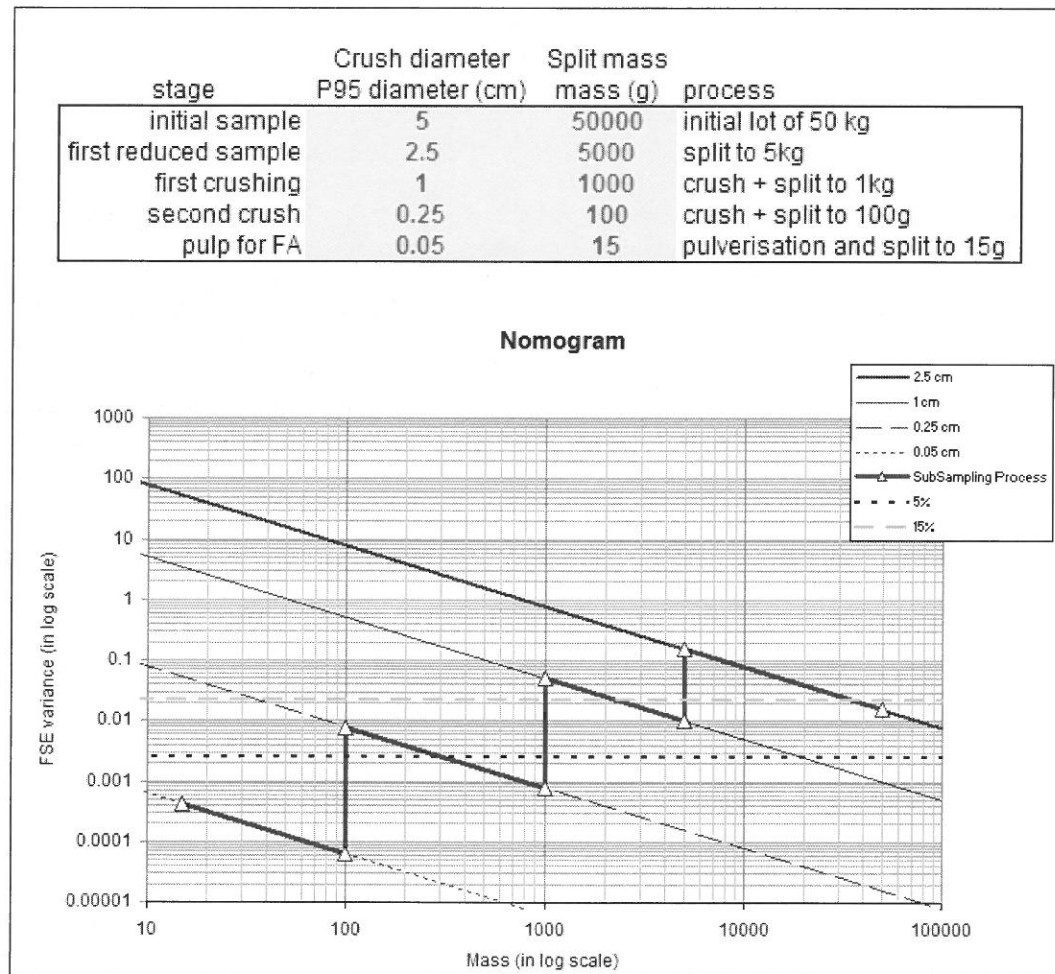 Crush diameter Split mass
stage P95 diameter (cm) mass (g) process
initial sample 5 50000 initial lot of 50 kg
first reduced sample 2.5 5000 split to 5kg
first crushing 1 1000 crush + split to 1kg
second crush 0.25 100 crush + split to 100g
pulp for FA 0.05 15 pulverisation and split to 15g
Nomogram
2.5 cm
1cm
0.25 cm
0.05 cm
SubSampling Process
5%
15%
1000
100
10
1
0.1
0.01
0.001
0.0001
0.00001
FSE variance (in log scale)
10 100 1000 10000 100000
Mass (in log scale)